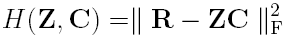 H(Z, C) =∥ R − ZC ∥²_F